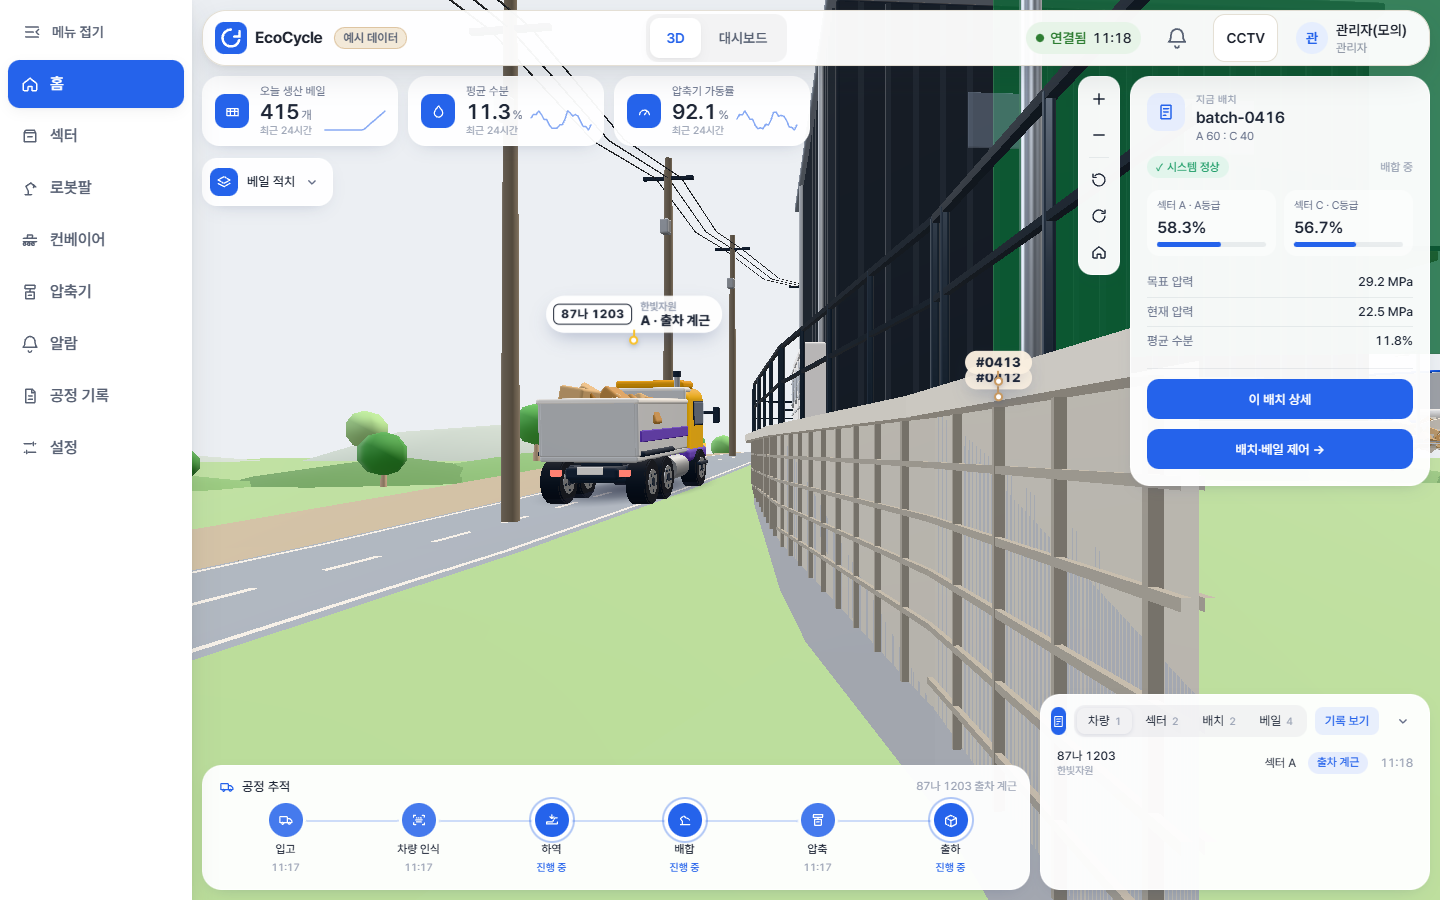 메뉴 접기
홈
섹터
로봇팔
컨베이어
압축기
알람
공정 기록
설정
EcoCycle
예시 데이터
3D
대시보드
연결됨 11:18
CCTV
관
관리자(모의)
관리자
오늘 생산 베일
415 개
최근 24시간
평균 수분
11.3 %
최근 24시간
압축기 가동률
92.1 %
최근 24시간
베일 적치
지금 배치
batch-0416
A 60 : C 40
✓ 시스템 정상
배합 중
섹터 A · A등급
58.3%
섹터 C · C등급
56.7%
목표 압력 29.2 MPa
현재 압력 22.5 MPa
평균 수분 11.8%
이 배치 상세
배치·베일 제어 →
87나 1203
한빛자원
A · 출차 계근
#0413
#0412
공정 추적
87나 1203 출차 계근
입고
11:17
차량 인식
11:17
하역
진행 중
배합
진행 중
압축
11:17
출하
진행 중
차량 1
섹터 2
배치 2
베일 4
기록 보기
87나 1203
한빛자원
섹터 A
출차 계근
11:18